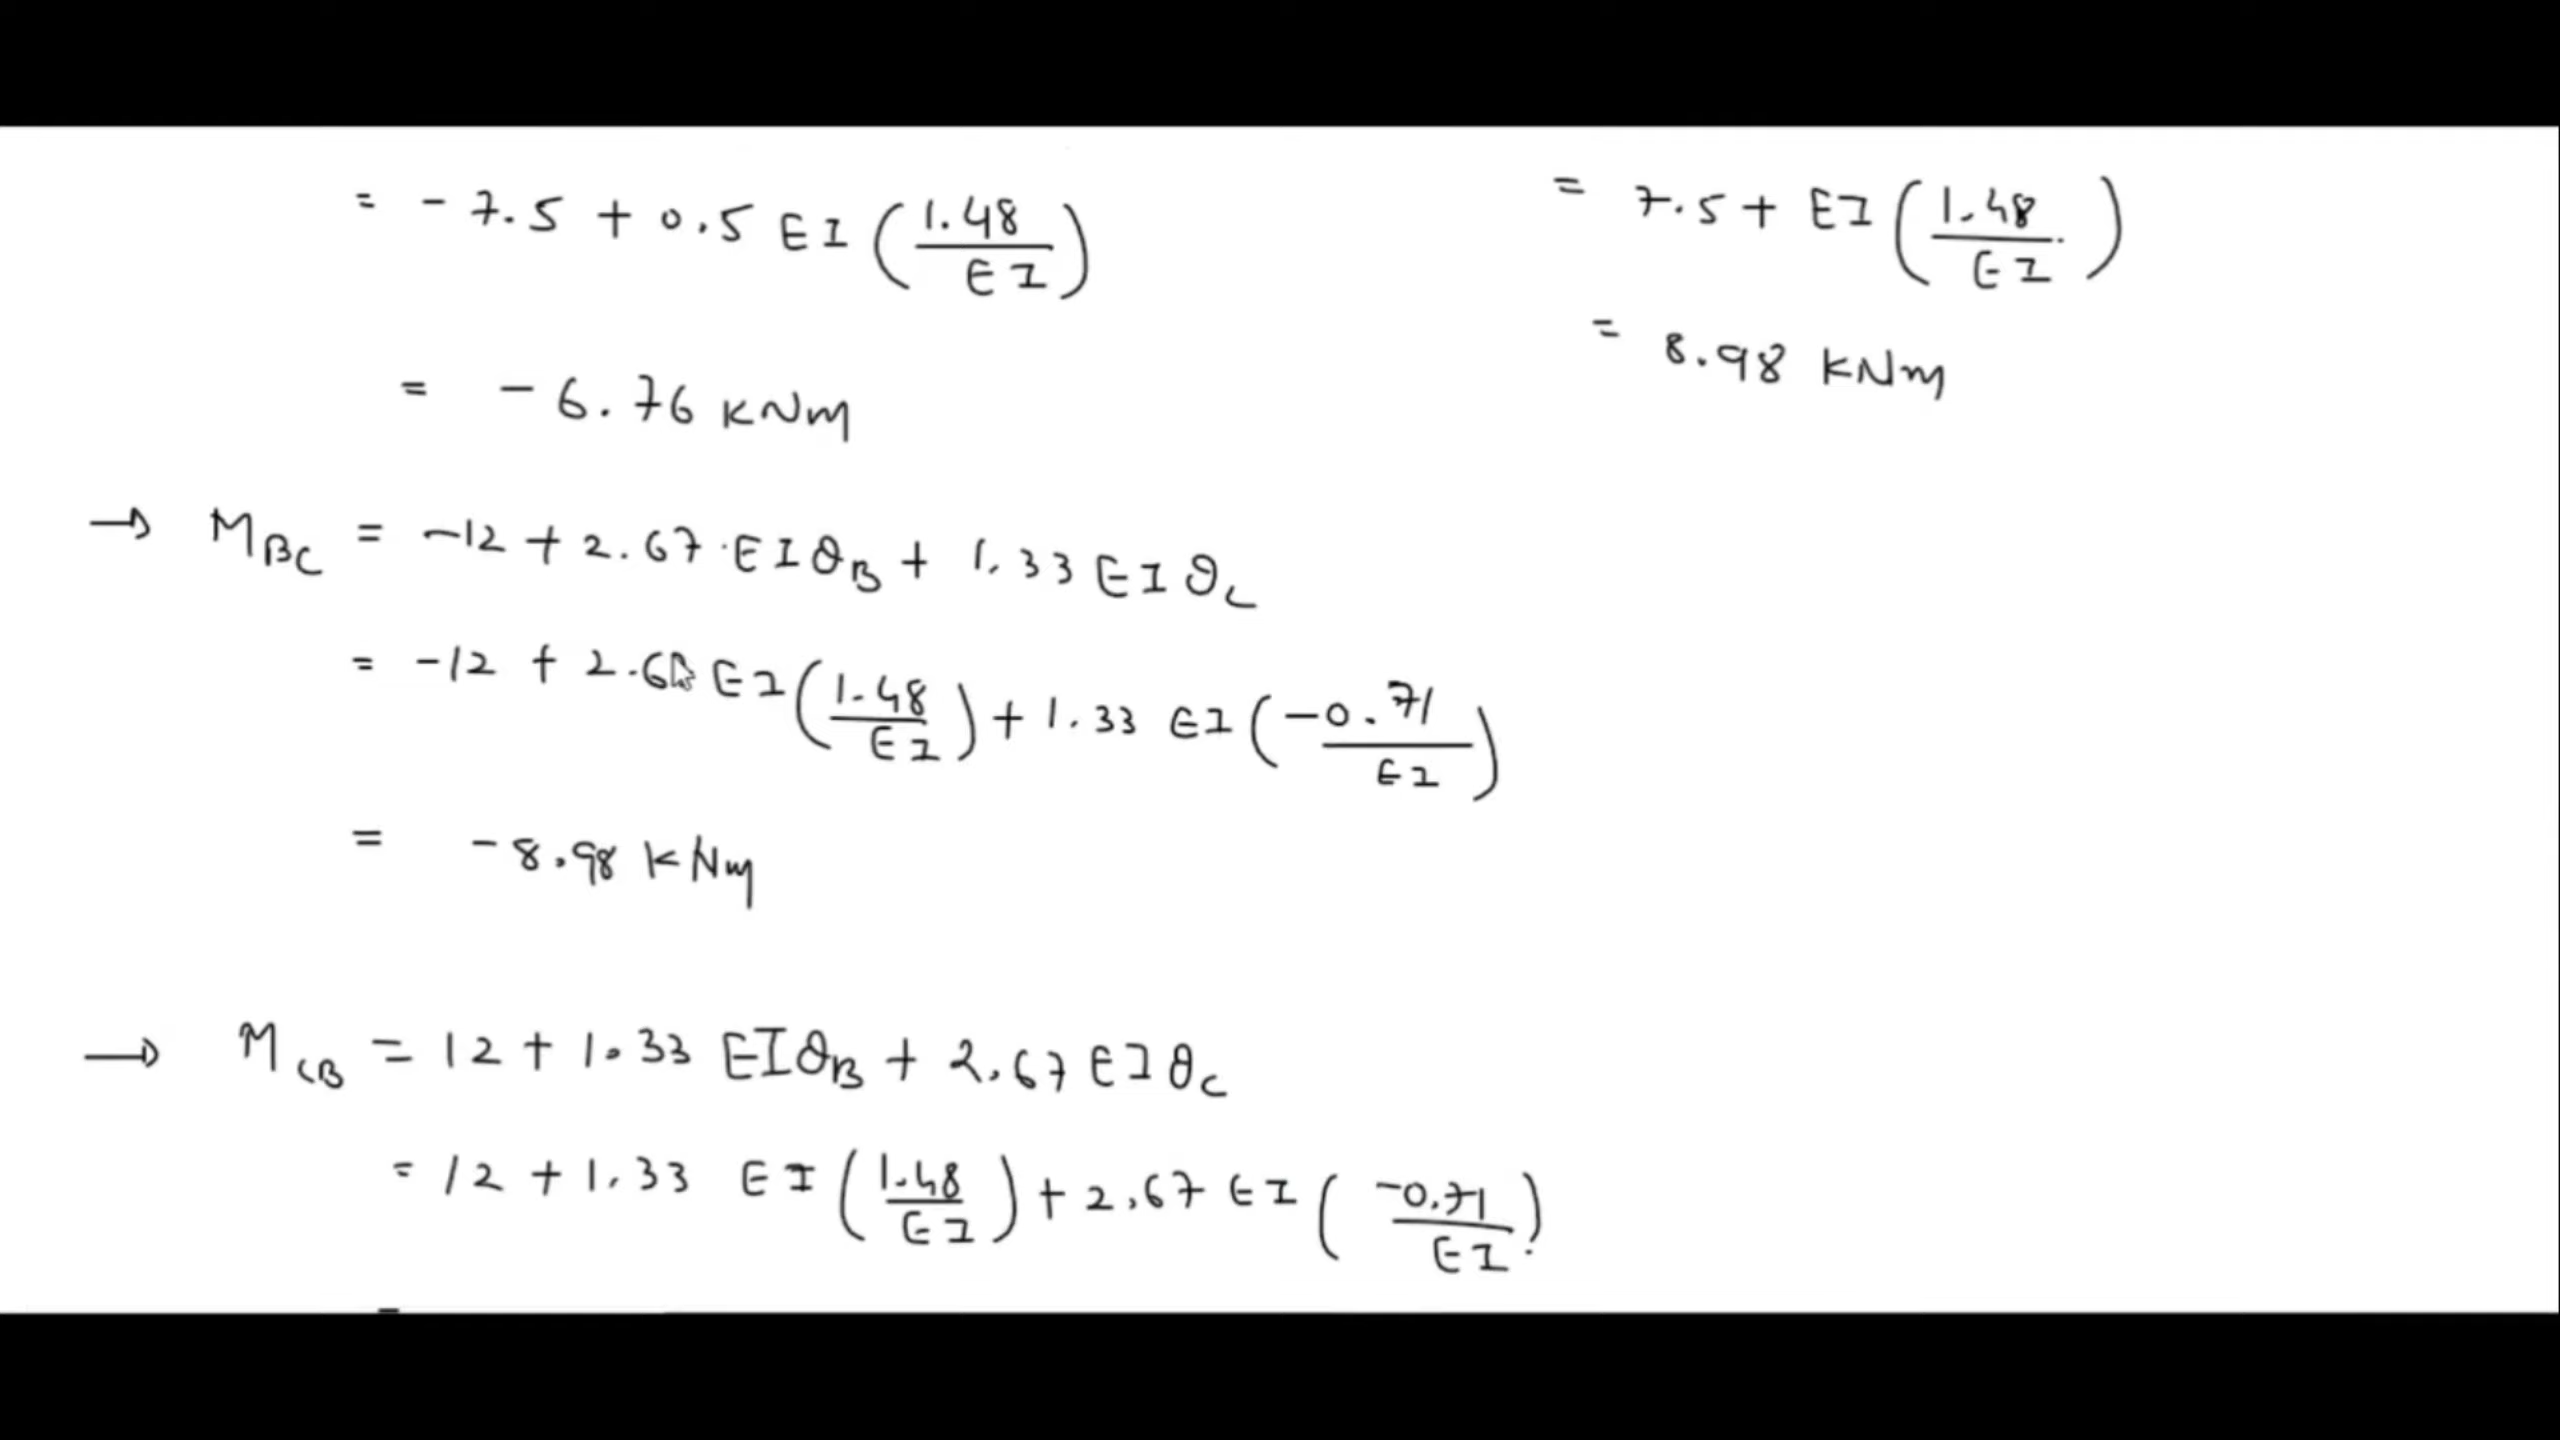 = - 7.5 + 0.5 EI (1.48/EI)
= - 6.76 KNm
= 7.5 + EI (1.48/EI)
= 8.98 KNm
→ M_BC = -12 + 2.67 · EIθ_B + 1.33 EIθ_C
= -12 + 2.6 EI (1.48/EI) + 1.33 EI (-0.71/EI)
= - 8.98 KNm
→ M_CB = 12 + 1.33 EIθ_B + 2.67 EIθ_C
= 12 + 1.33 EI (1.48/EI) + 2.67 EI (-0.71/EI)